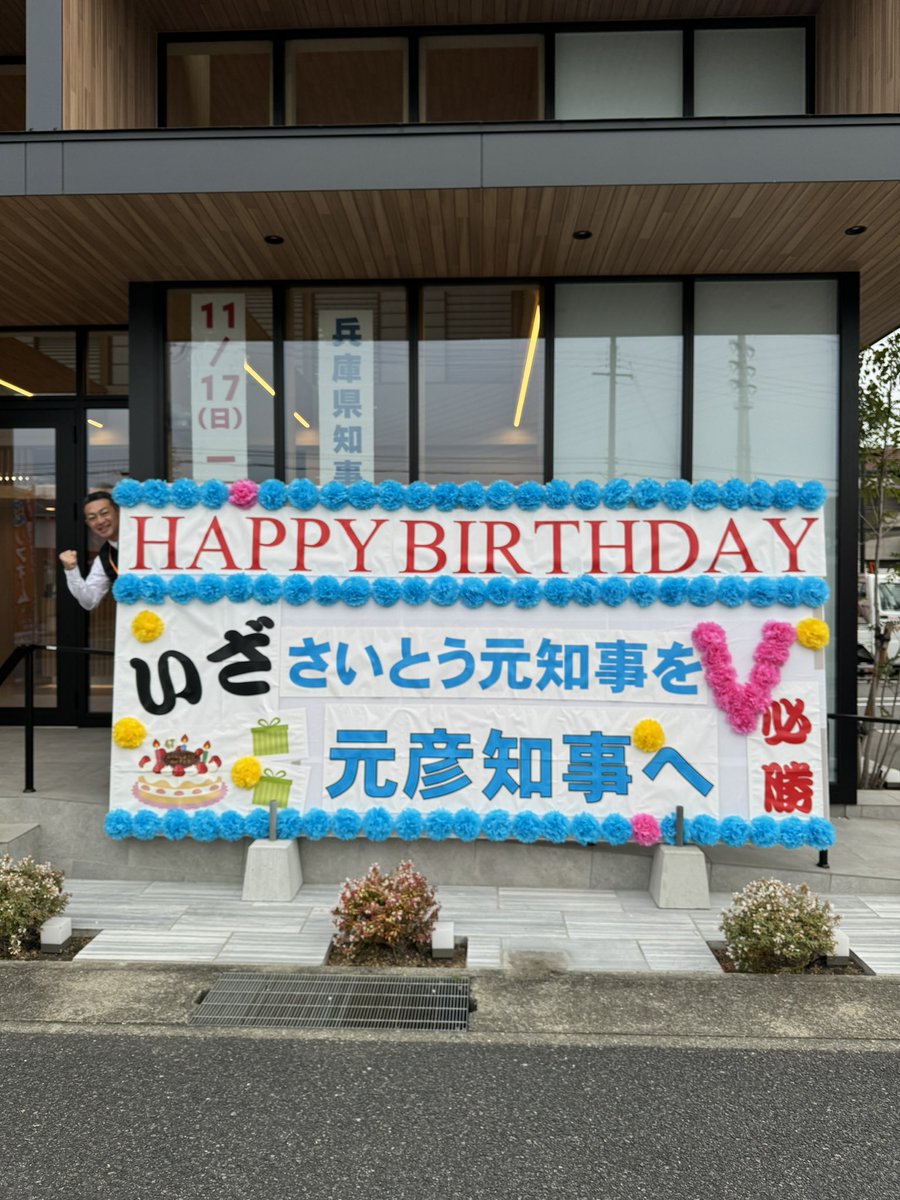 11/17(日)
兵庫県知事
HAPPY BIRTHDAY
いざ
さいとう元知事を
元彦知事へ
V
必勝